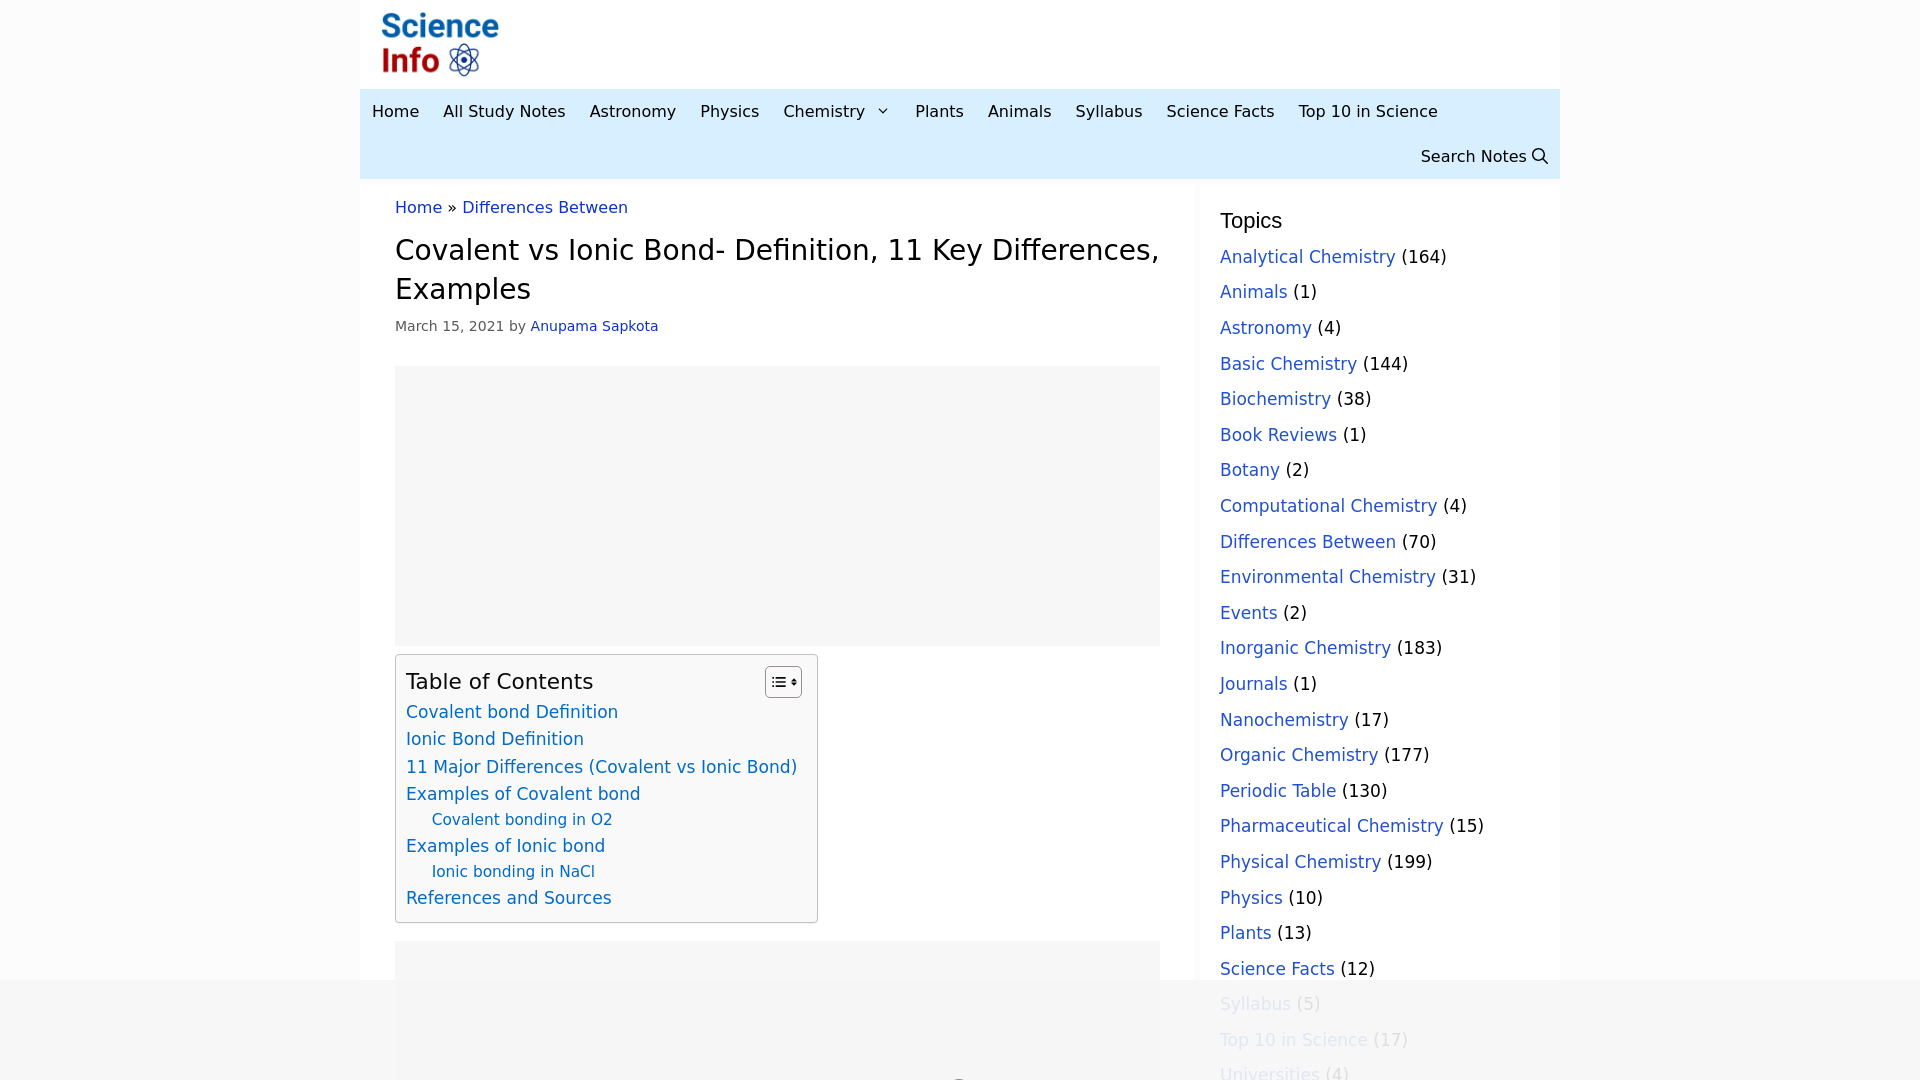 Science
Info
Home All Study Notes Astronomy Physics Chemistry Plants Animals Syllabus Science Facts Top 10 in Science
Search Notes
Home » Differences Between
Covalent vs Ionic Bond- Definition, 11 Key Differences,
Examples
March 15, 2021 by Anupama Sapkota
Table of Contents
Covalent bond Definition
Ionic Bond Definition
11 Major Differences (Covalent vs Ionic Bond)
Examples of Covalent bond
Covalent bonding in O2
Examples of Ionic bond
Ionic bonding in NaCl
References and Sources
Topics
Analytical Chemistry (164)
Animals (1)
Astronomy (4)
Basic Chemistry (144)
Biochemistry (38)
Book Reviews (1)
Botany (2)
Computational Chemistry (4)
Differences Between (70)
Environmental Chemistry (31)
Events (2)
Inorganic Chemistry (183)
Journals (1)
Nanochemistry (17)
Organic Chemistry (177)
Periodic Table (130)
Pharmaceutical Chemistry (15)
Physical Chemistry (199)
Physics (10)
Plants (13)
Science Facts (12)
Syllabus (5)
Top 10 in Science (17)
Universities (4)